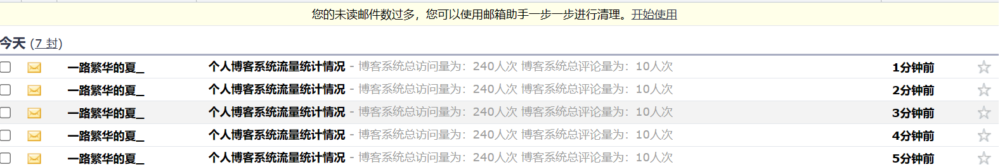 您的未读邮件数过多，您可以使用邮箱助手一步一步进行清理。开始使用
今天 (7 封)
一路繁华的夏_ 个人博客系统流量统计情况 - 博客系统总访问量为：240人次 博客系统总评论量为：10人次 1分钟前
一路繁华的夏_ 个人博客系统流量统计情况 - 博客系统总访问量为：240人次 博客系统总评论量为：10人次 2分钟前
一路繁华的夏_ 个人博客系统流量统计情况 - 博客系统总访问量为：240人次 博客系统总评论量为：10人次 3分钟前
一路繁华的夏_ 个人博客系统流量统计情况 - 博客系统总访问量为：240人次 博客系统总评论量为：10人次 4分钟前
一路繁华的夏_ 个人博客系统流量统计情况 - 博客系统总访问量为：240人次 博客系统总评论量为：10人次 5分钟前